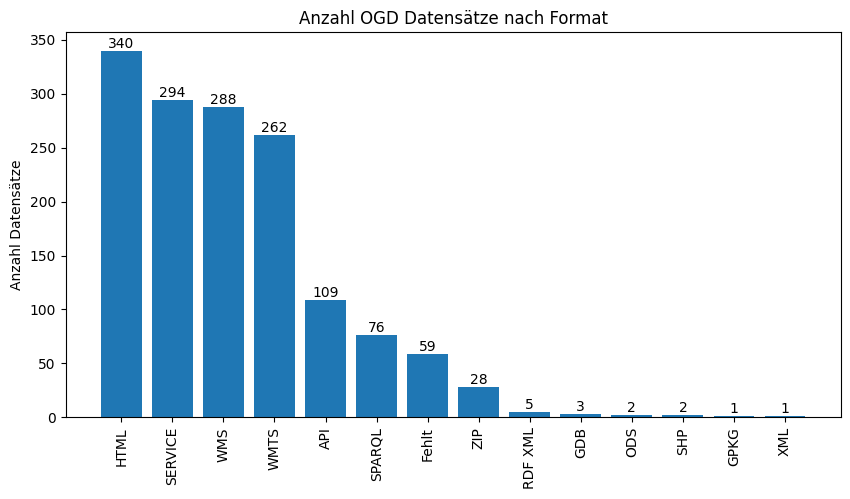 Anzahl OGD Datensätze nach Format
Anzahl Datensätze
350
300
250
200
150
100
50
0
340
294
288
262
109
76
59
28
5
3
2
2
1
1
HTML
SERVICE
WMS
WMTS
API
SPARQL
Fehlt
ZIP
RDF XML
GDB
ODS
SHP
GPKG
XML